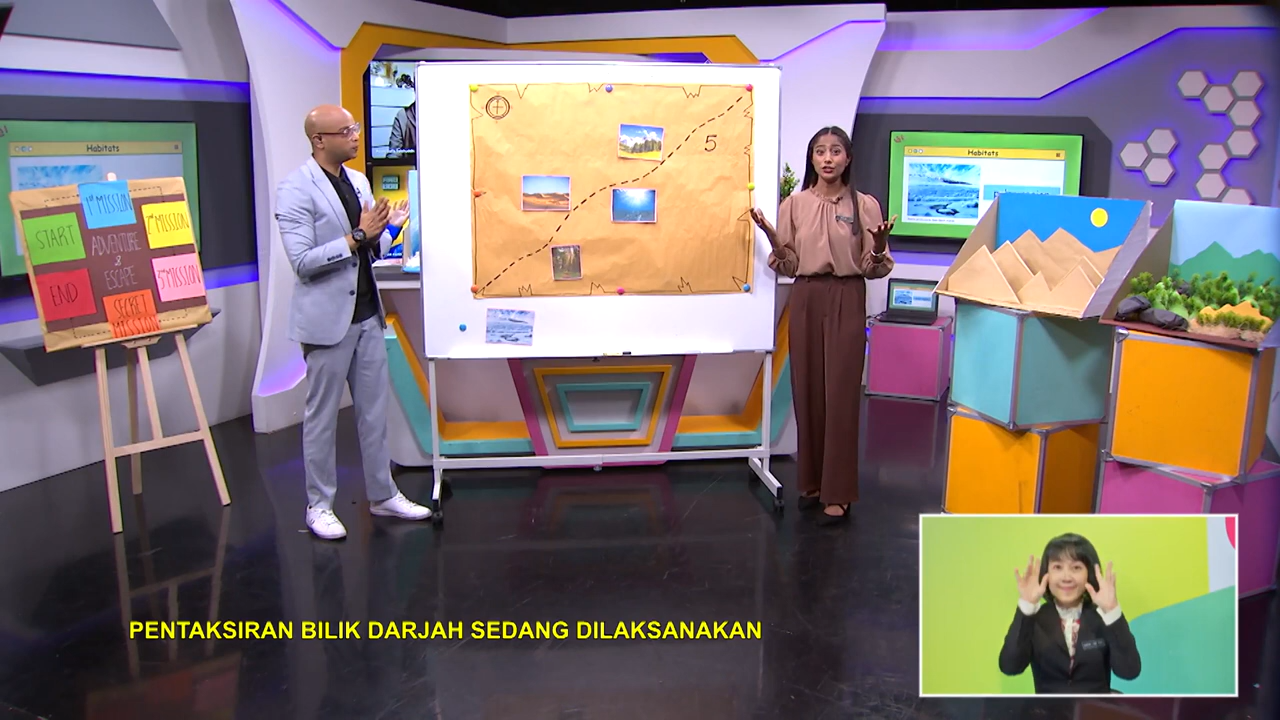 1ST MISSION
START
2ND MISSION
ADVENTURE
&
ESCAPE
3RD MISSION
END
SECRET
MISSION
Habitats
5
Habitats
PENTAKSIRAN BILIK DARJAH SEDANG DILAKSANAKAN